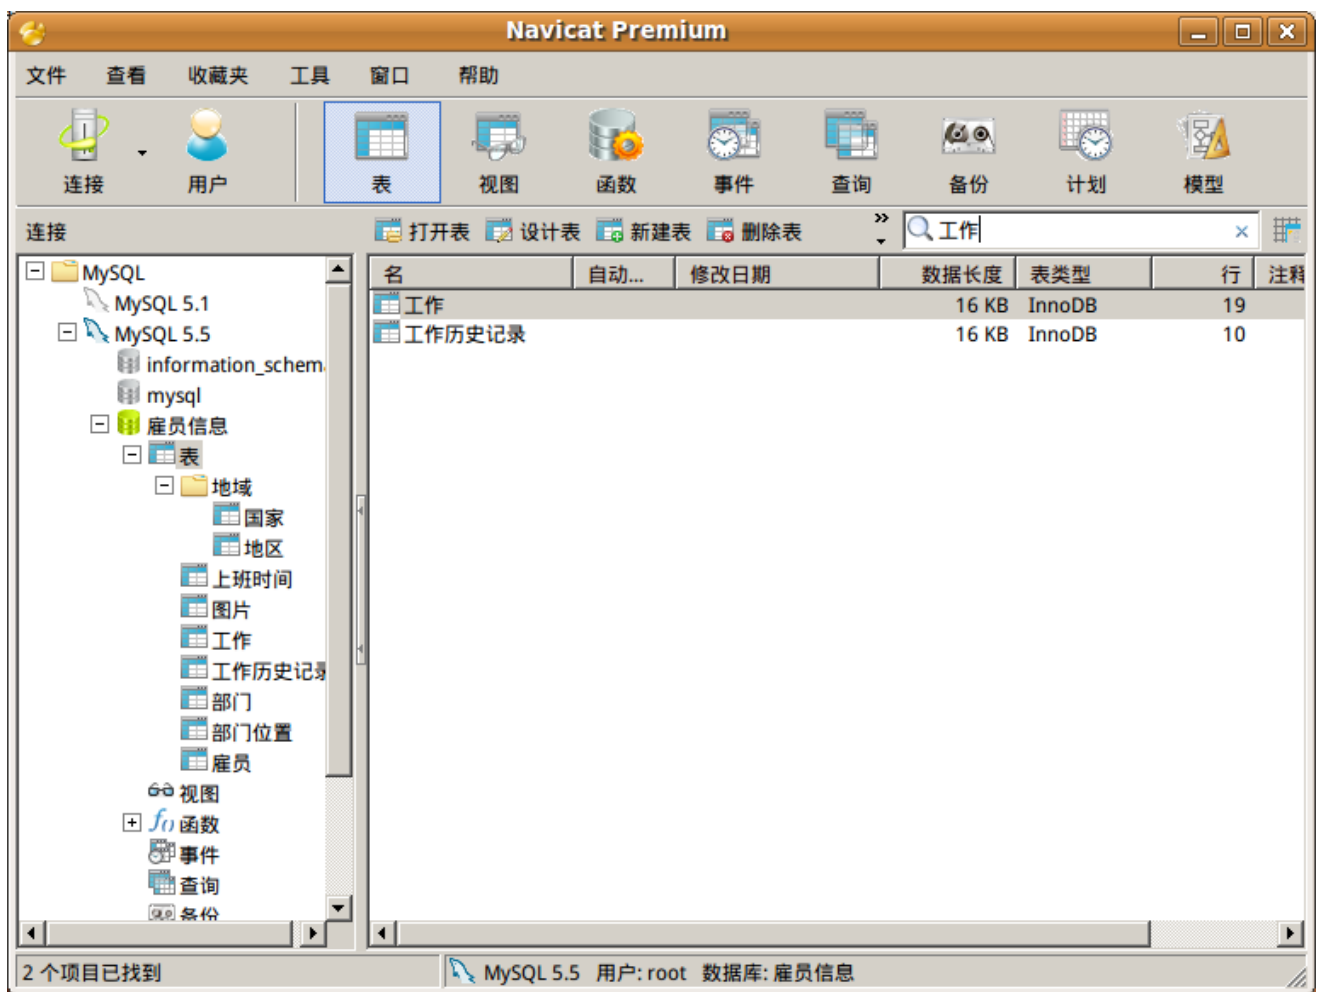 Navicat Premium
文件 查看 收藏夹 工具 窗口 帮助
连接 用户 表 视图 函数 事件 查询 备份 计划 模型
连接 打开表 设计表 新建表 删除表 工作
名 自动... 修改日期 数据长度 表类型 行 注释
工作 16 KB InnoDB 19
工作历史记录 16 KB InnoDB 10
MySQL
MySQL 5.1
MySQL 5.5
information_schem
mysql
雇员信息
表
地域
国家
地区
上班时间
图片
工作
工作历史记录
部门
部门位置
雇员
视图
函数
事件
查询
备份
2 个项目已找到 MySQL 5.5 用户: root 数据库: 雇员信息